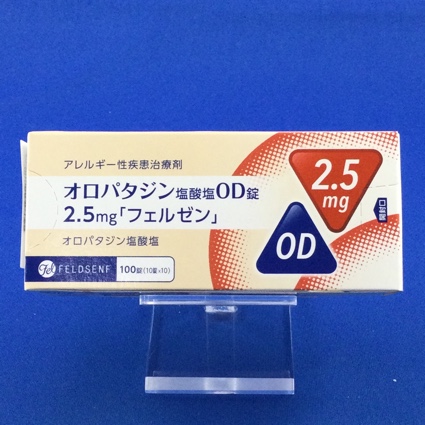 アレルギー性疾患治療剤
オロパタジン塩酸塩OD錠
2.5mg「フェルゼン」
オロパタジン塩酸塩
Fel FELDSENF
100錠(10錠×10)
2.5
mg
OD
開封口